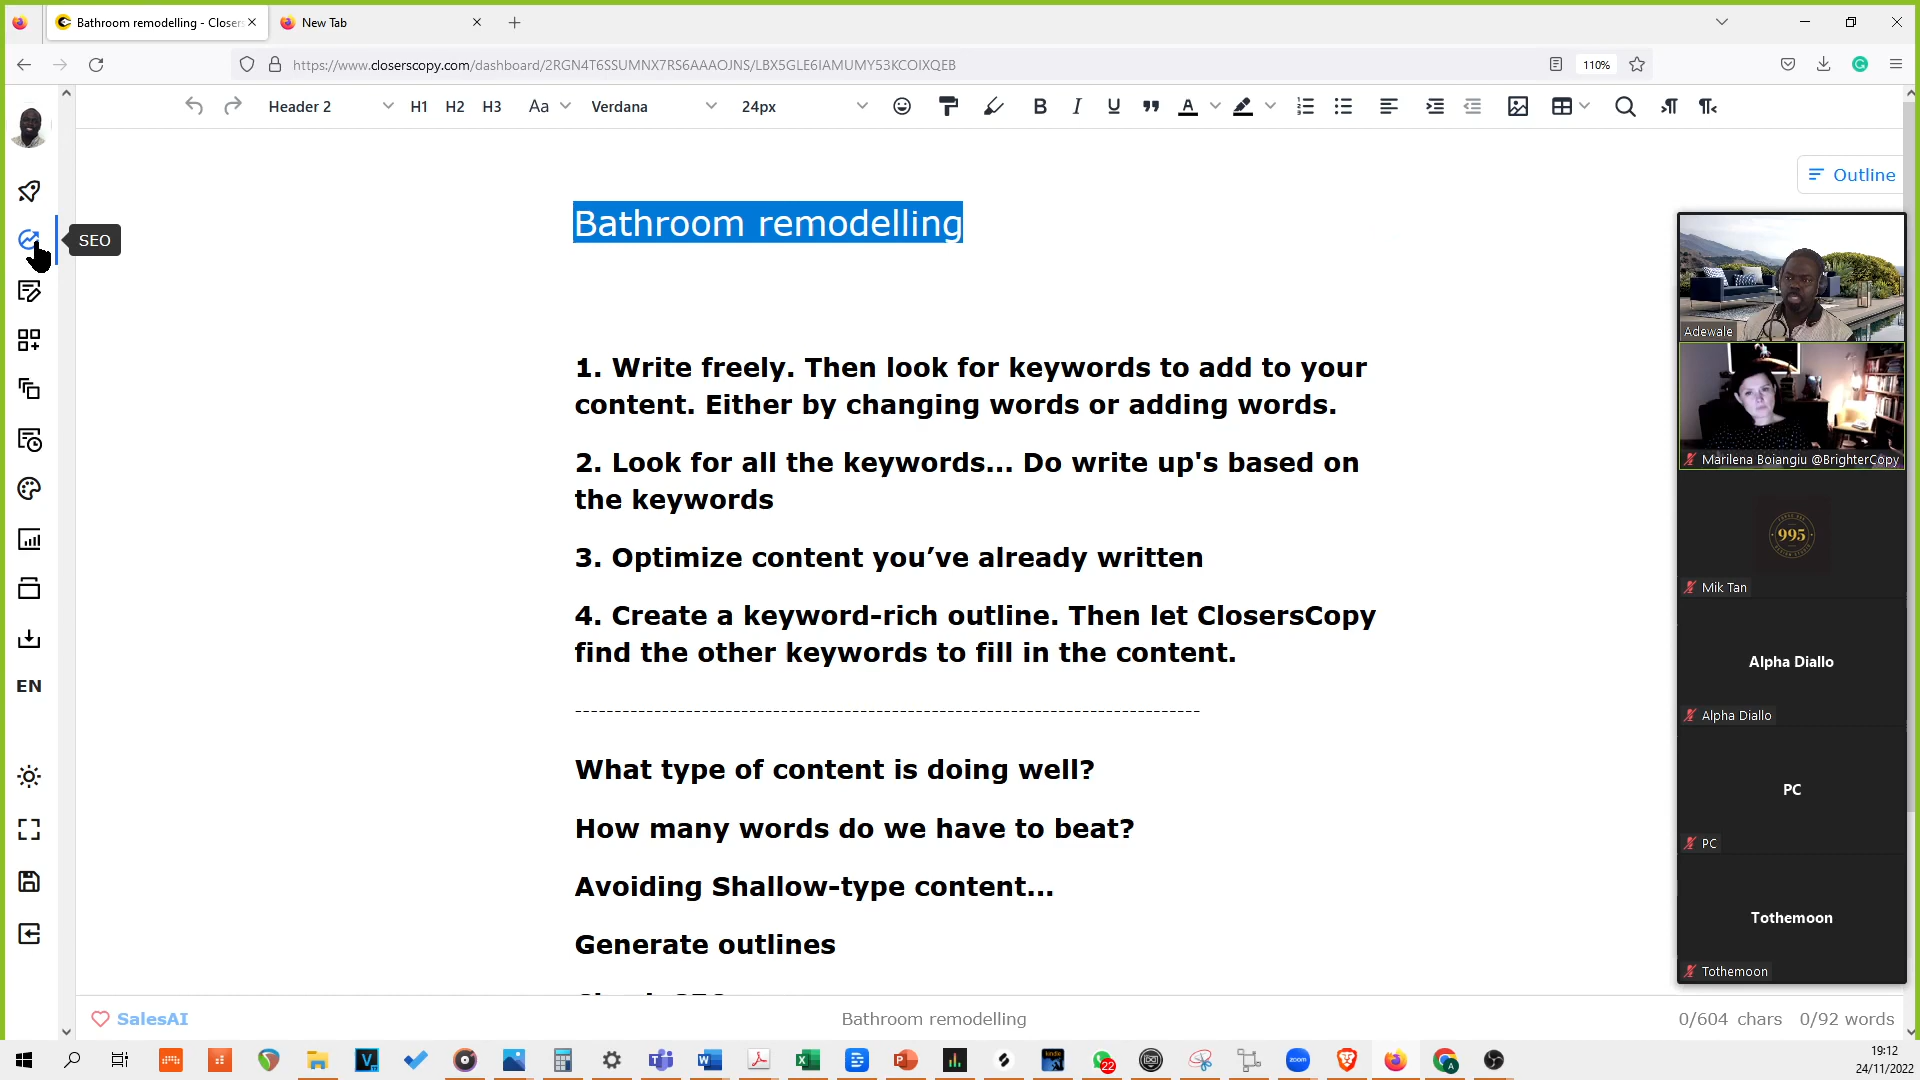 Bathroom remodelling - Closers
New Tab
https://www.closerscopy.com/dashboard/2RGN4T6SSUMNX7RS6AAAOJNS/LBX5GLE6IAMUMY53KCOIXQEB
110%
Header 2
H1
H2
H3
Aa
Verdana
24px
Outline
SEO
Bathroom remodelling
1. Write freely. Then look for keywords to add to your
content. Either by changing words or adding words.
2. Look for all the keywords... Do write up's based on
the keywords
3. Optimize content you’ve already written
4. Create a keyword-rich outline. Then let ClosersCopy
find the other keywords to fill in the content.
--------------------------------------------------------------------------------
What type of content is doing well?
How many words do we have to beat?
Avoiding Shallow-type content...
Generate outlines
EN
Adewale
Marilena Boiangiu @BrighterCopy
995
Mik Tan
Alpha Diallo
Alpha Diallo
PC
PC
Tothemoon
Tothemoon
SalesAI
Bathroom remodelling
0/604 chars
0/92 words
zoom
22
19:12
24/11/2022